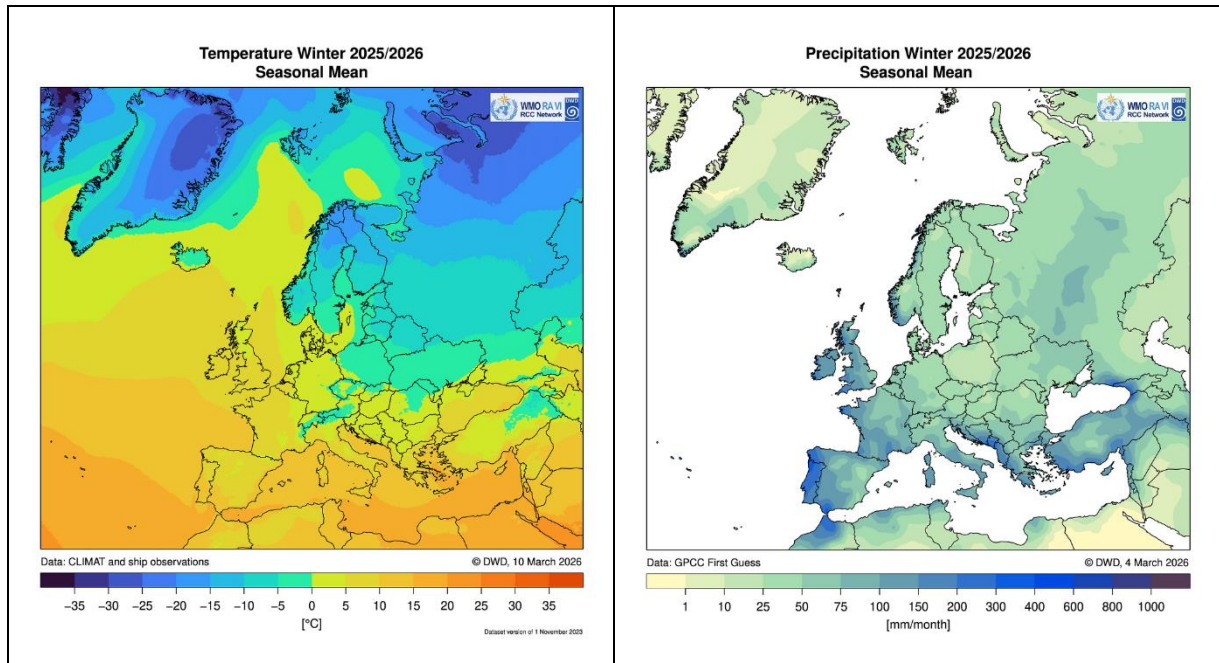 Temperature Winter 2025/2026
Seasonal Mean
WMO RA VI
RCC Network
DWD
Data: CLIMAT and ship observations
© DWD, 10 March 2026
−35 −30 −25 −20 −15 −10 −5 0 5 10 15 20 25 30 35
[°C]
Dataset version of 1 November 2023
Precipitation Winter 2025/2026
Seasonal Mean
WMO RA VI
RCC Network
DWD
Data: GPCC First Guess
© DWD, 4 March 2026
1 10 25 50 75 100 150 200 300 400 600 800 1000
[mm/month]